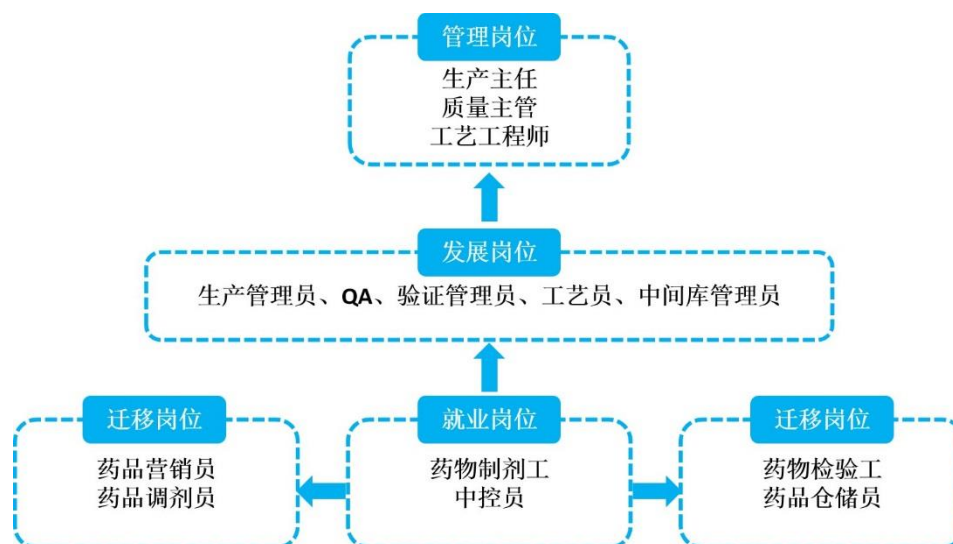 管理岗位
生产主任
质量主管
工艺工程师
发展岗位
生产管理员、QA、验证管理员、工艺员、中间库管理员
迁移岗位
药品营销员
药品调剂员
就业岗位
药物制剂工
中控员
迁移岗位
药物检验工
药品仓储员